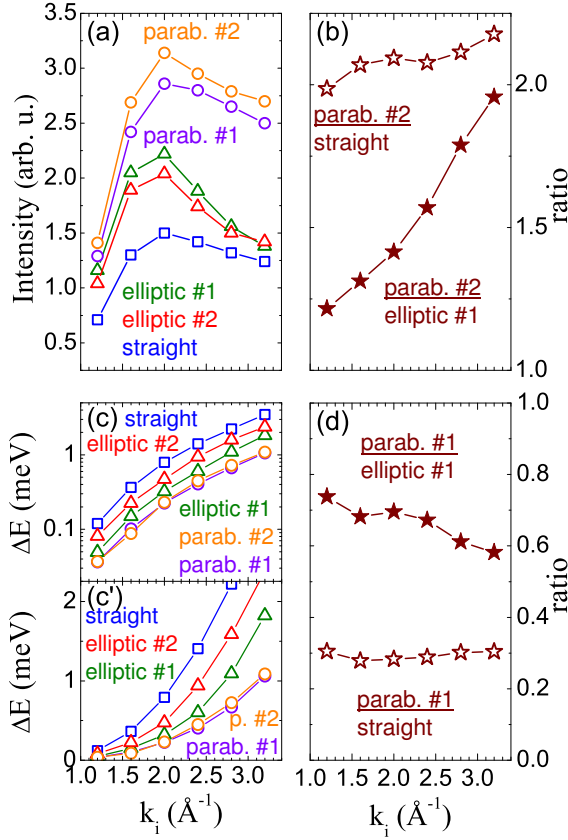 (a)
parab. #2
parab. #1
elliptic #1
elliptic #2
straight
Intensity (arb. u.)
3.5
3.0
2.5
2.0
1.5
1.0
0.5
(b)
parab. #2
straight
parab. #2
elliptic #1
2.0
1.5
1.0
ratio
(c)
straight
elliptic #2
elliptic #1
parab. #2
parab. #1
ΔE (meV)
1
0.1
(c')
straight
elliptic #2
elliptic #1
p. #2
parab. #1
ΔE (meV)
2
1
0
1.0 1.5 2.0 2.5 3.0
k_i (Å⁻¹)
(d)
parab. #1
elliptic #1
parab. #1
straight
1.0
0.8
0.6
0.4
0.2
0.0
ratio
1.0 1.5 2.0 2.5 3.0
k_i (Å⁻¹)